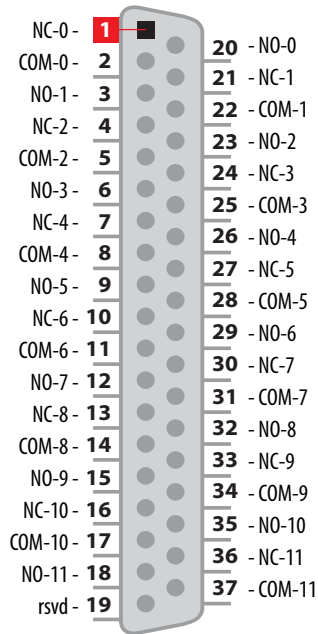 NC-0 - 1
COM-0 - 2
NO-1 - 3
NC-2 - 4
COM-2 - 5
NO-3 - 6
NC-4 - 7
COM-4 - 8
NO-5 - 9
NC-6 - 10
COM-6 - 11
NO-7 - 12
NC-8 - 13
COM-8 - 14
NO-9 - 15
NC-10 - 16
COM-10 - 17
NO-11 - 18
rsvd - 19
20 - NO-0
21 - NC-1
22 - COM-1
23 - NO-2
24 - NC-3
25 - COM-3
26 - NO-4
27 - NC-5
28 - COM-5
29 - NO-6
30 - NC-7
31 - COM-7
32 - NO-8
33 - NC-9
34 - COM-9
35 - NO-10
36 - NC-11
37 - COM-11